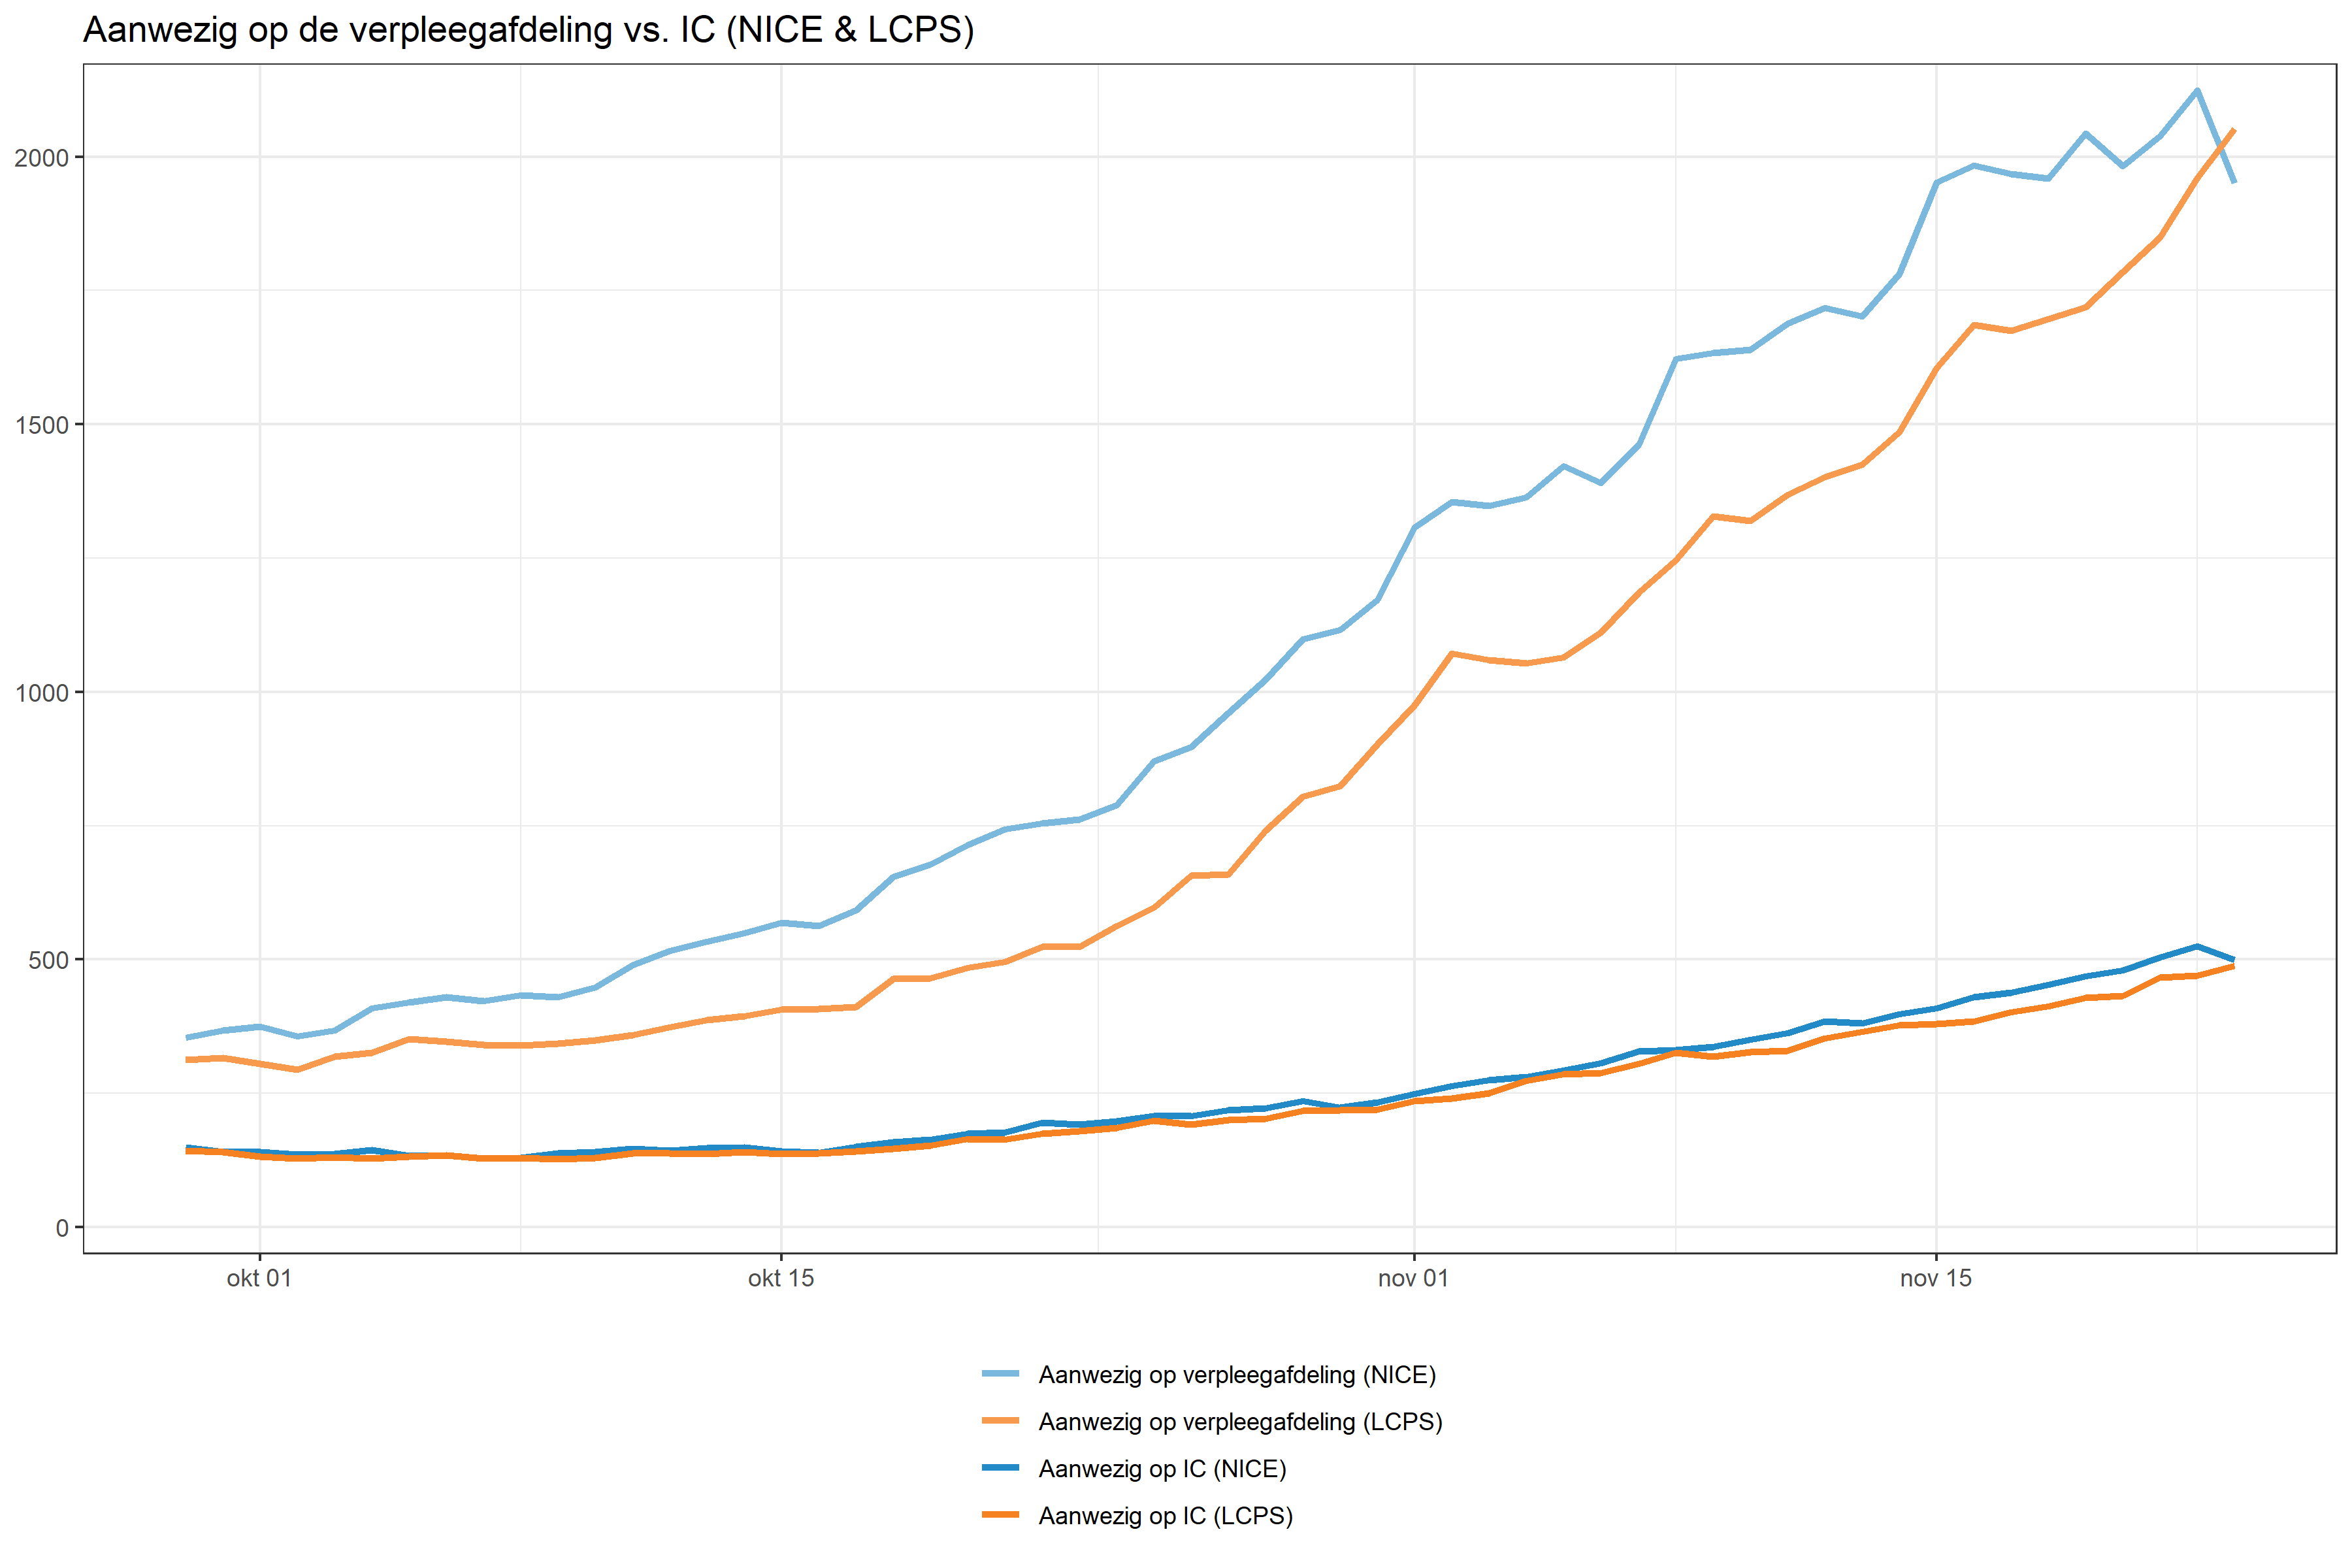 Aanwezig op de verpleegafdeling vs. IC (NICE & LCPS)
2000
1500
1000
500
0
okt 01 okt 15 nov 01 nov 15
Aanwezig op verpleegafdeling (NICE)
Aanwezig op verpleegafdeling (LCPS)
Aanwezig op IC (NICE)
Aanwezig op IC (LCPS)